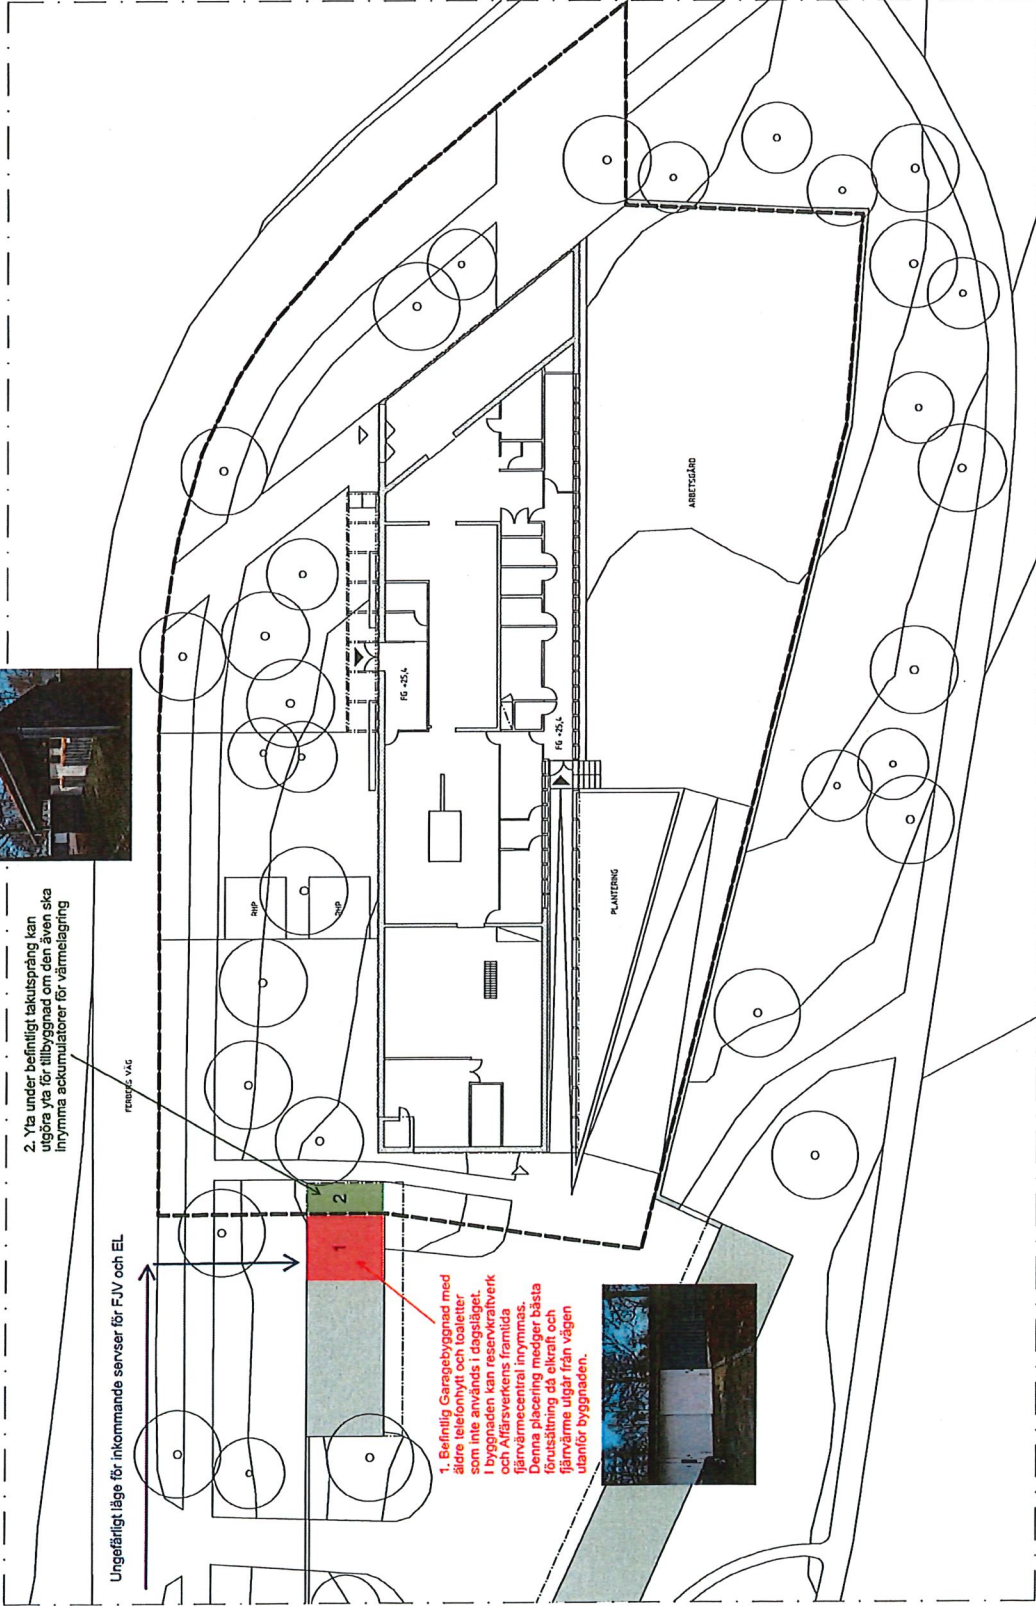 2. Yta under befintligt takutsprång kan
utgöra yta för tillbyggnad om den även ska
inrymma ackumulatorer för värmelagring
FERBERS VÄG
Ungefärligt läge för inkommande servser för FJV och EL
RHP
RHP
FG +25,4
FG +25,4
ARBETSGÅRD
PLANTERING
2
1
1. Befintlig Garagebyggnad med
äldre telefonhytt och toaletter
som inte används i dagsläget.
I byggnaden kan reservkraftverk
och Affärsverkens framtida
fjärrvärmecentral inrymmas.
Denna placering medger bästa
förutsättning då elkraft och
fjärrvärme utgår från vägen
utanför byggnaden.